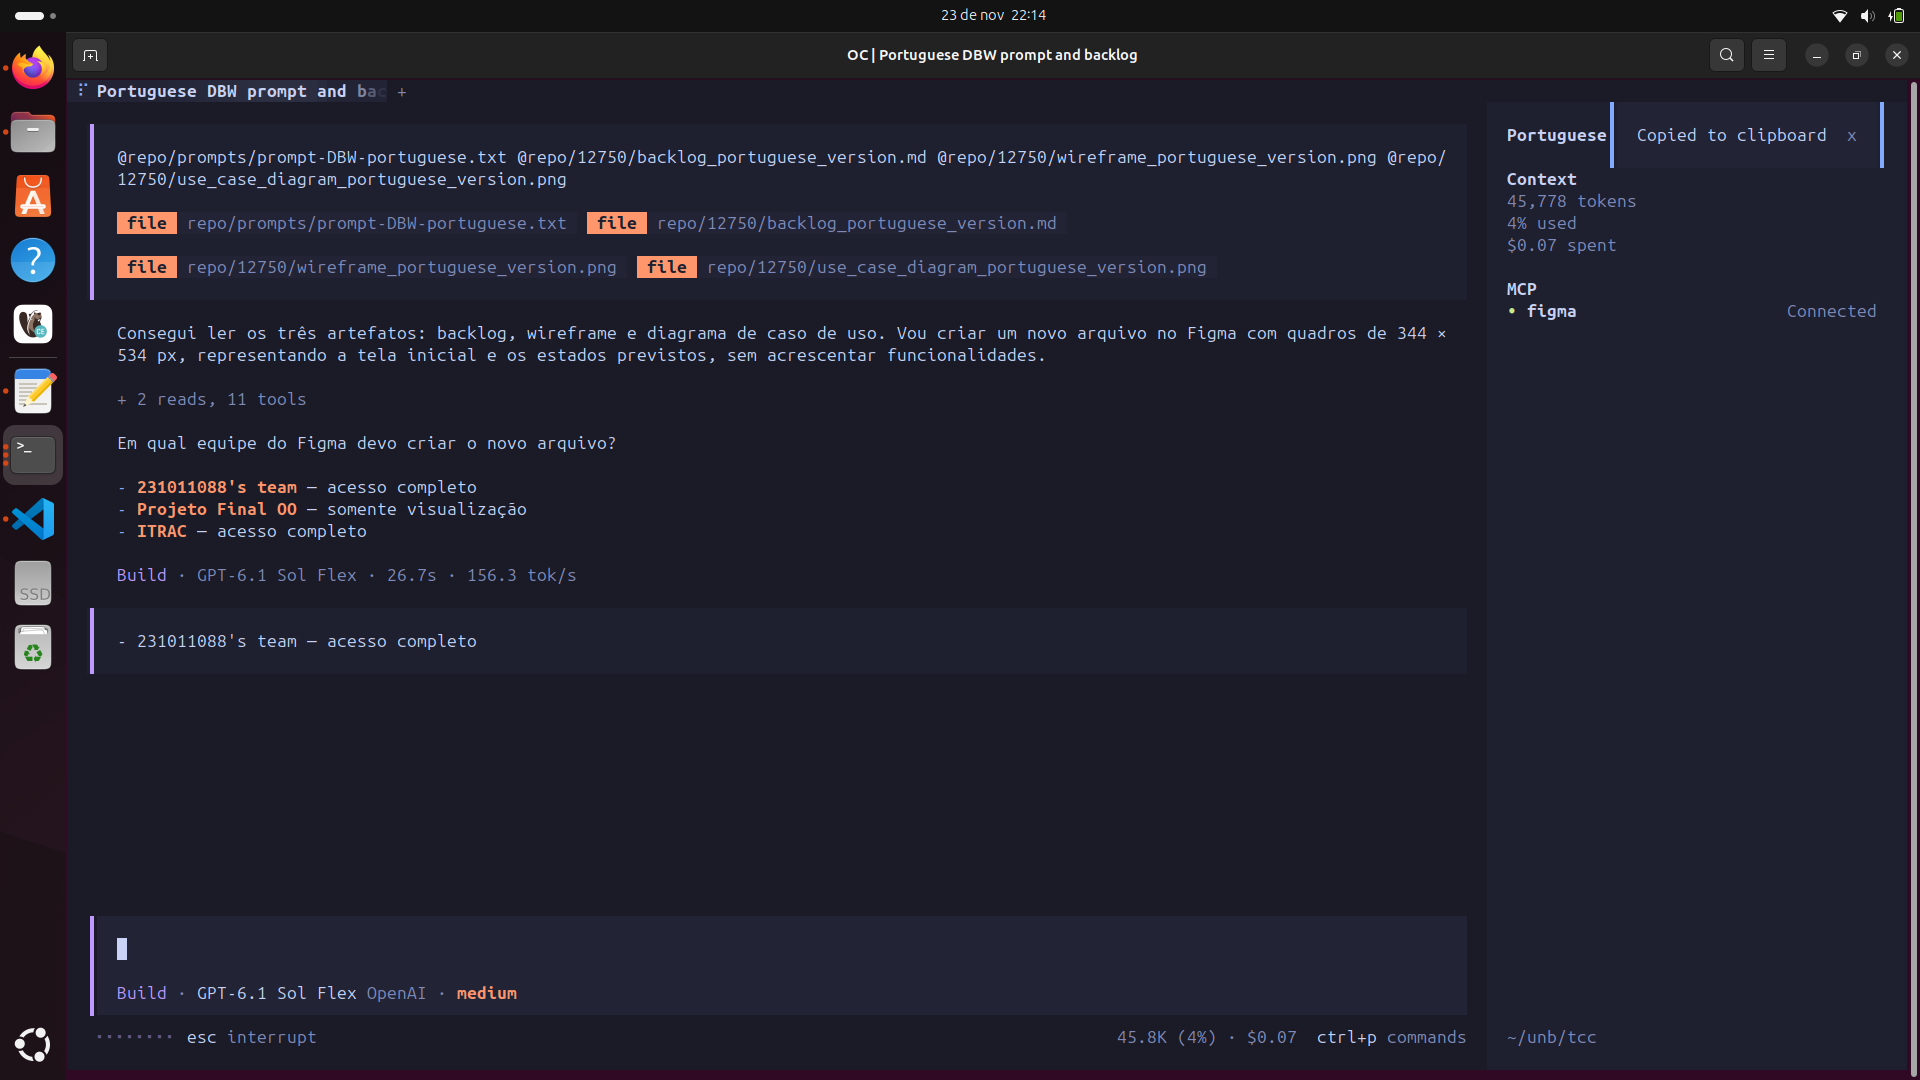 23 de nov 22:14
OC | Portuguese DBW prompt and backlog
Portuguese DBW prompt and bac +
@repo/prompts/prompt-DBW-portuguese.txt @repo/12750/backlog_portuguese_version.md @repo/12750/wireframe_portuguese_version.png @repo/
12750/use_case_diagram_portuguese_version.png
file repo/prompts/prompt-DBW-portuguese.txt file repo/12750/backlog_portuguese_version.md
file repo/12750/wireframe_portuguese_version.png file repo/12750/use_case_diagram_portuguese_version.png
Consegui ler os três artefatos: backlog, wireframe e diagrama de caso de uso. Vou criar um novo arquivo no Figma com quadros de 344 ×
534 px, representando a tela inicial e os estados previstos, sem acrescentar funcionalidades.
+ 2 reads, 11 tools
Em qual equipe do Figma devo criar o novo arquivo?
- 231011088's team — acesso completo
- Projeto Final OO — somente visualização
- ITRAC — acesso completo
Build · GPT-6.1 Sol Flex · 26.7s · 156.3 tok/s
- 231011088's team — acesso completo
Build · GPT-6.1 Sol Flex OpenAI · medium
esc interrupt
45.8K (4%) · $0.07 ctrl+p commands
Portuguese
Copied to clipboard x
Context
45,778 tokens
4% used
$0.07 spent
MCP
• figma Connected
~/unb/tcc
SSD